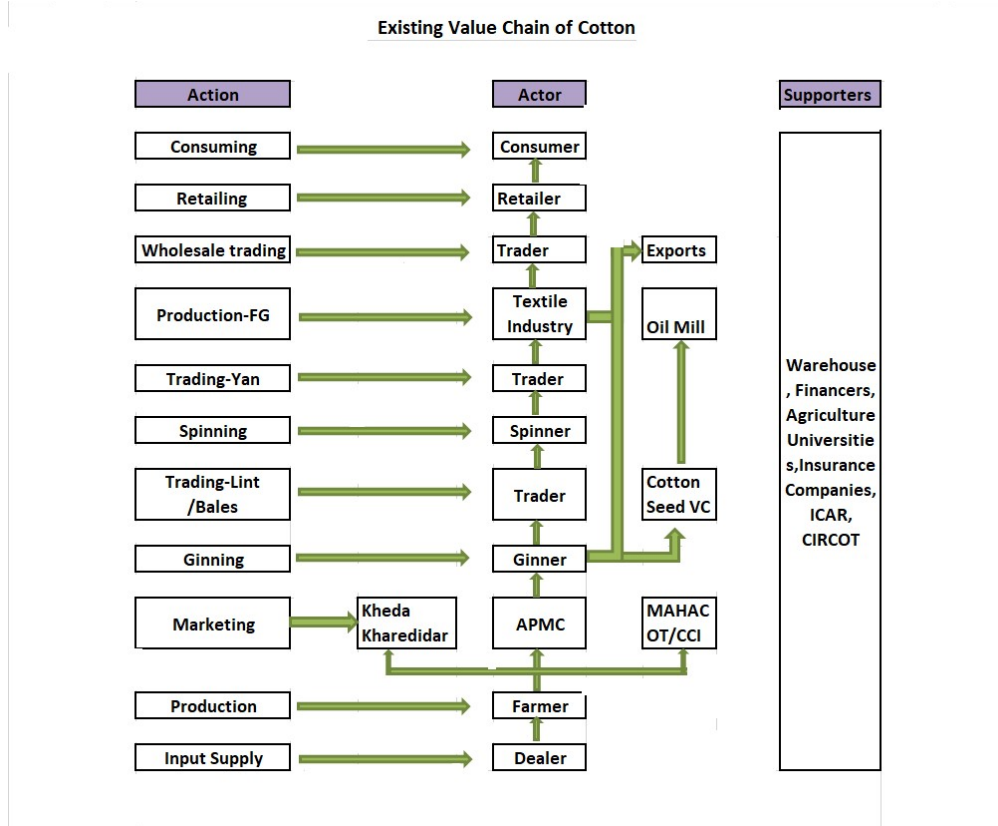 Existing Value Chain of Cotton
Action
Actor
Supporters
Consuming
Consumer
Retailing
Retailer
Wholesale trading
Trader
Exports
Production-FG
Textile
Industry
Oil Mill
Trading-Yan
Trader
Spinning
Spinner
Trading-Lint
/Bales
Trader
Cotton
Seed VC
Ginning
Ginner
Marketing
Kheda
Kharedidar
APMC
MAHAC
OT/CCI
Production
Farmer
Input Supply
Dealer
Warehouse
, Financers,
Agriculture
Universitie
s,Insurance
Companies,
ICAR,
CIRCOT